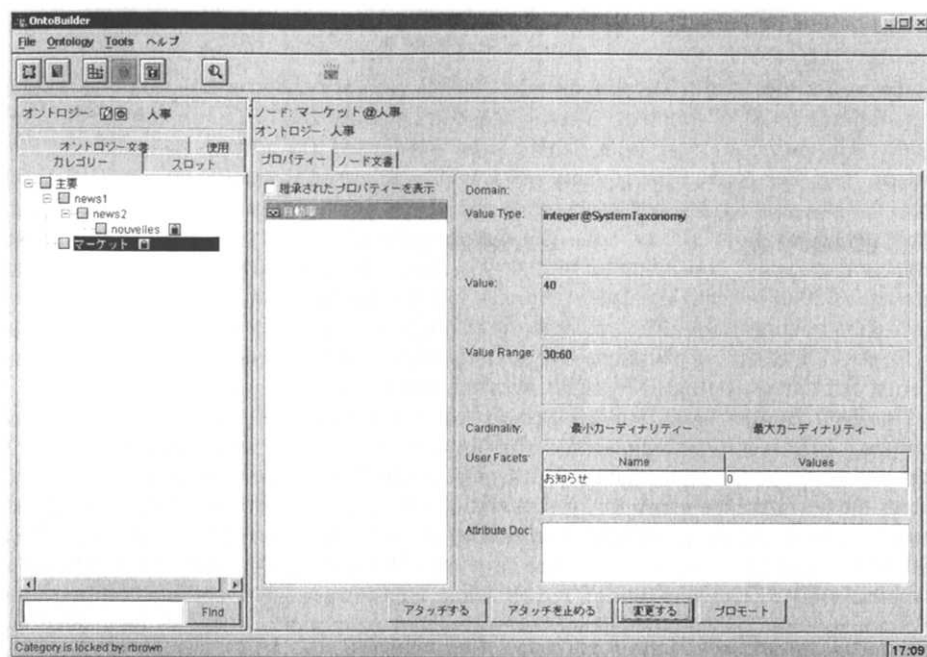 OntoBuilder
File Ontology Tools ヘルプ
オントロジー: 人事
オントロジー文書 使用
カレゴリー スロット
主要
news1
news2
nouvelles
マーケット
Find
ノード: マーケット@人事
オントロジー: 人事
プロパティー ノード文書
継承されたプロパティーを表示
自動車
Domain:
Value Type: integer@SystemTaxonomy
Value: 40
Value Range: 30:60
Cardinality: 最小カーディナリティー 最大カーディナリティー
User Facets: Name Values
お知らせ 0
Attribute Doc:
アタッチする アタッチを止める 変更する プロモート
Category is locked by: rbrown 17:09